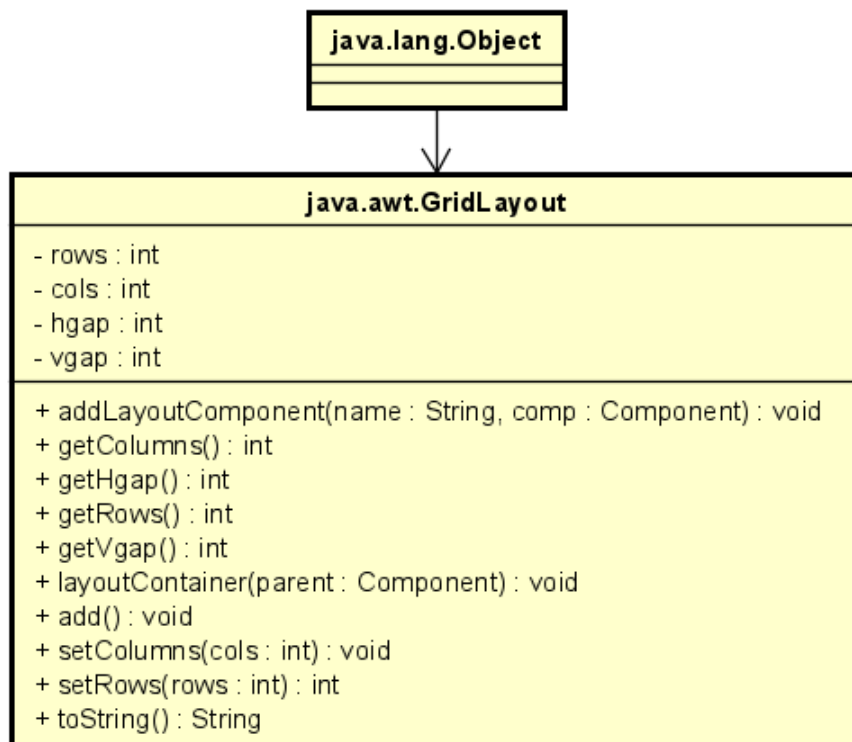 java.lang.Object
java.awt.GridLayout
- rows : int
- cols : int
- hgap : int
- vgap : int
+ addLayoutComponent(name : String, comp : Component) : void
+ getColumns() : int
+ getHgap() : int
+ getRows() : int
+ getVgap() : int
+ layoutContainer(parent : Component) : void
+ add() : void
+ setColumns(cols : int) : void
+ setRows(rows : int) : int
+ toString() : String